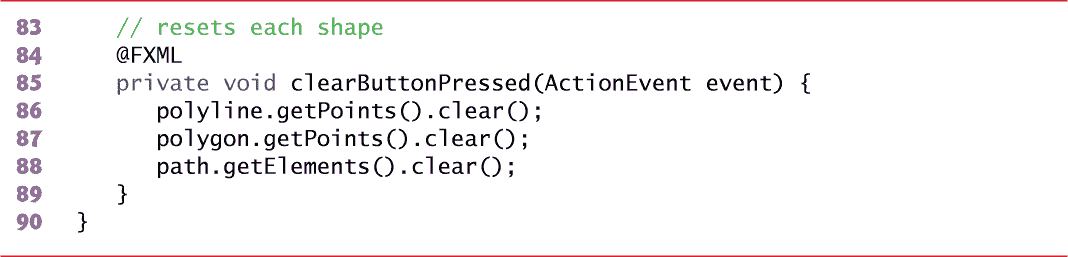 83 // resets each shape
84 @FXML
85 private void clearButtonPressed(ActionEvent event) {
86 polyline.getPoints().clear();
87 polygon.getPoints().clear();
88 path.getElements().clear();
89 }
90 }